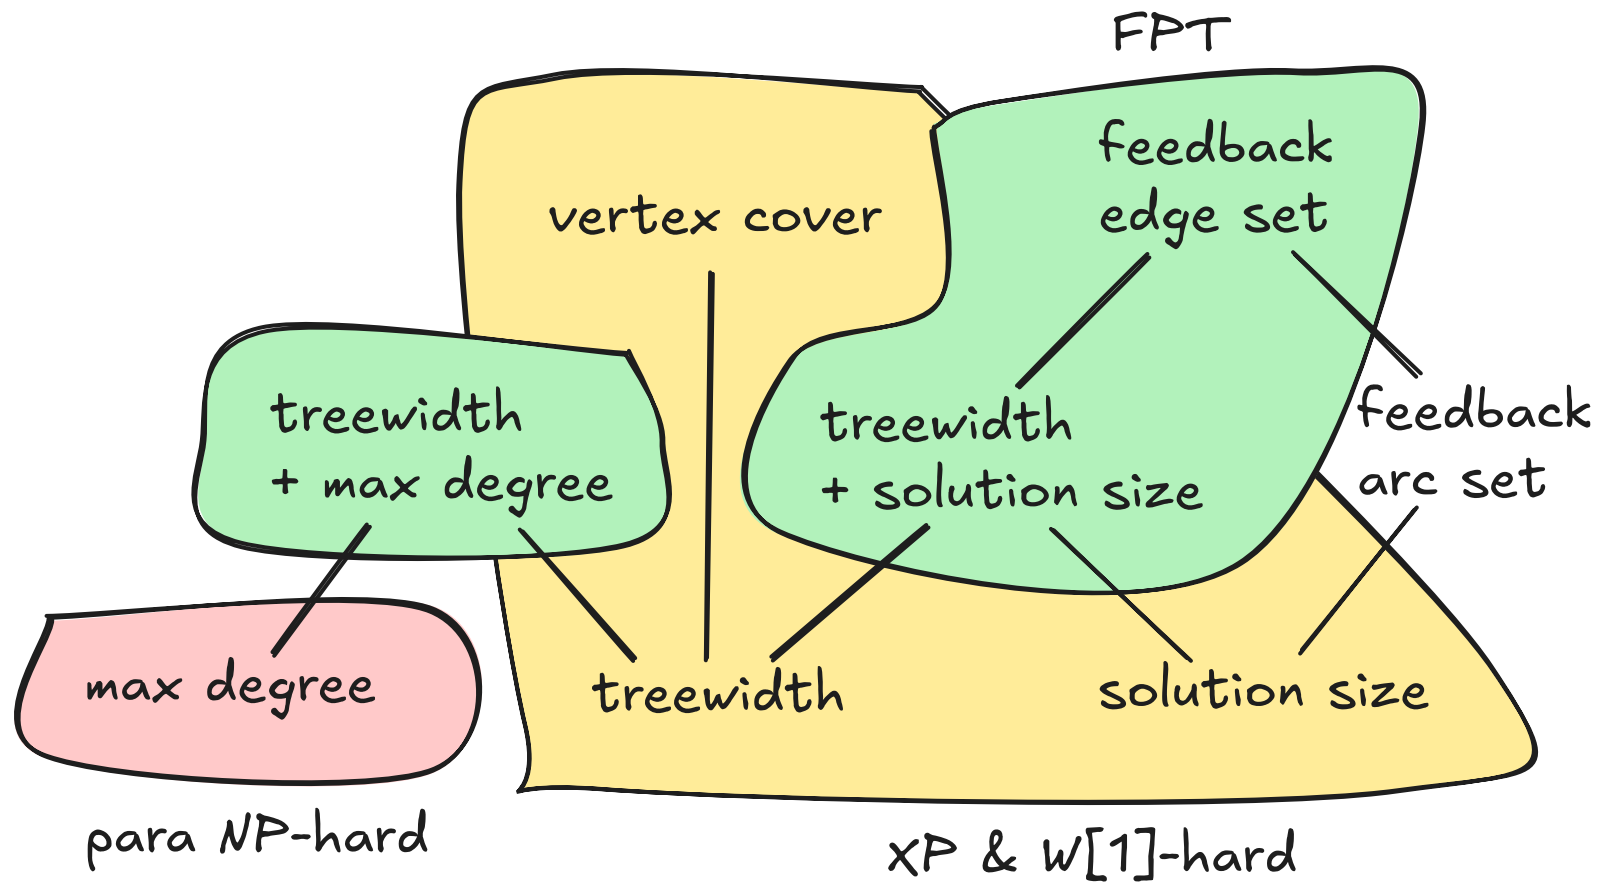 FPT
feedback
edge set
vertex cover
treewidth
+ max degree
treewidth
+ solution size
feedback
arc set
max degree
treewidth
solution size
para NP-hard
XP & W[1]-hard